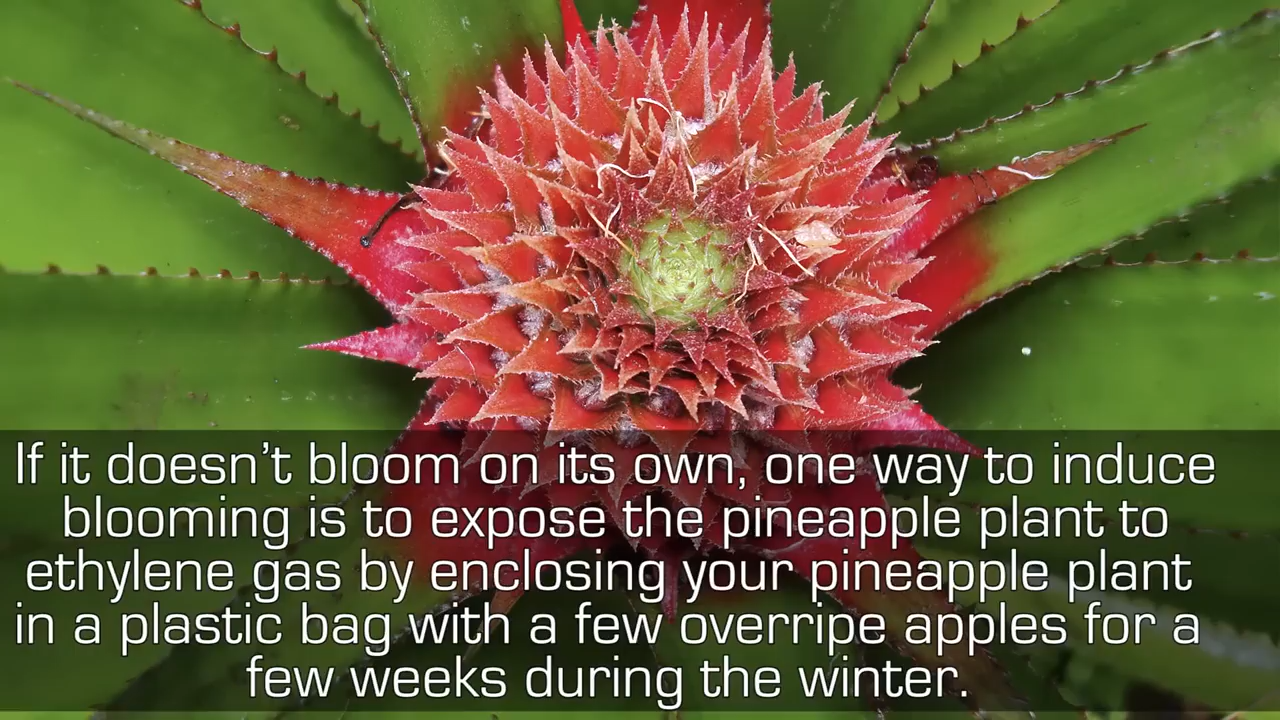 If it doesn’t bloom on its own, one way to induce
blooming is to expose the pineapple plant to
ethylene gas by enclosing your pineapple plant
in a plastic bag with a few overripe apples for a
few weeks during the winter.